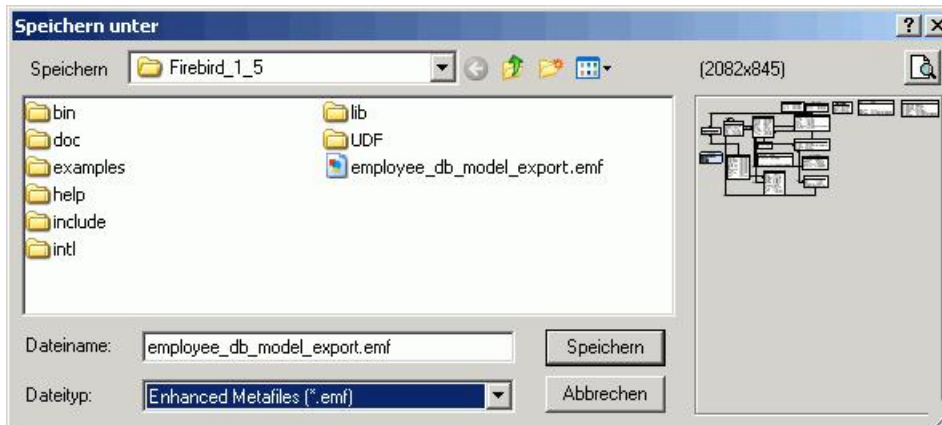 Speichern unter
Speichern Firebird_1_5 (2082x845)
bin lib
doc UDF
examples employee_db_model_export.emf
help
include
intl
Dateiname: employee_db_model_export.emf Speichern
Dateityp: Enhanced Metafiles (*.emf) Abbrechen